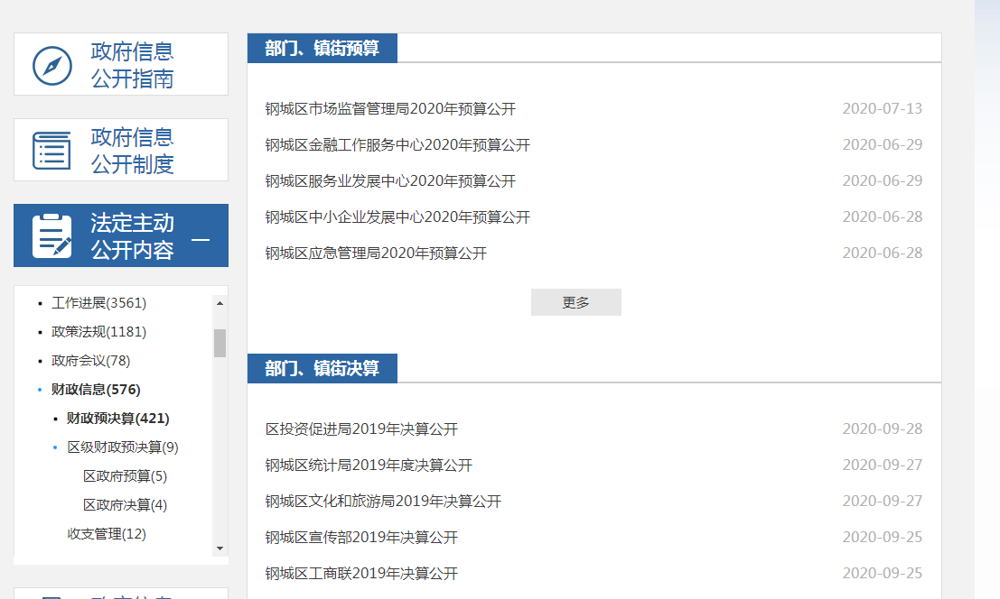 政府信息
公开指南
政府信息
公开制度
法定主动
公开内容
工作进展(3561)
政策法规(1181)
政府会议(78)
财政信息(576)
财政预决算(421)
区级财政预决算(9)
区政府预算(5)
区政府决算(4)
收支管理(12)
部门、镇街预算
钢城区市场监督管理局2020年预算公开 2020-07-13
钢城区金融工作服务中心2020年预算公开 2020-06-29
钢城区服务业发展中心2020年预算公开 2020-06-29
钢城区中小企业发展中心2020年预算公开 2020-06-28
钢城区应急管理局2020年预算公开 2020-06-28
更多
部门、镇街决算
区投资促进局2019年决算公开 2020-09-28
钢城区统计局2019年度决算公开 2020-09-27
钢城区文化和旅游局2019年决算公开 2020-09-27
钢城区宣传部2019年决算公开 2020-09-25
钢城区工商联2019年决算公开 2020-09-25